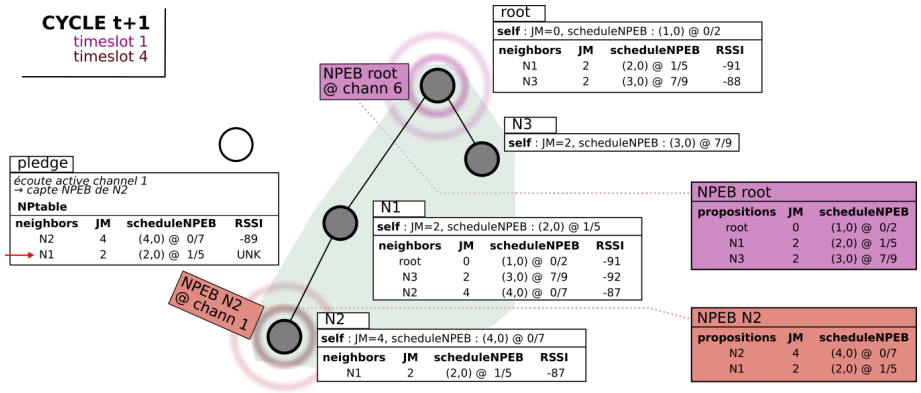 CYCLE t+1
timeslot 1
timeslot 4
root
self : JM=0, scheduleNPEB : (1,0) @ 0/2
neighbors JM scheduleNPEB RSSI
N1 2 (2,0) @ 1/5 -91
N3 2 (3,0) @ 7/9 -88
NPEB root
@ chann 6
N3
self : JM=2, scheduleNPEB : (3,0) @ 7/9
pledge
écoute active channel 1
→ capte NPEB de N2
NPtable
neighbors JM scheduleNPEB RSSI
N2 4 (4,0) @ 0/7 -89
N1 2 (2,0) @ 1/5 UNK
N1
self : JM=2, scheduleNPEB : (2,0) @ 1/5
neighbors JM scheduleNPEB RSSI
root 0 (1,0) @ 0/2 -91
N3 2 (3,0) @ 7/9 -92
N2 4 (4,0) @ 0/7 -87
NPEB root
propositions JM scheduleNPEB
root 0 (1,0) @ 0/2
N1 2 (2,0) @ 1/5
N3 2 (3,0) @ 7/9
NPEB N2
@ chann 1
N2
self : JM=4, scheduleNPEB : (4,0) @ 0/7
neighbors JM scheduleNPEB RSSI
N1 2 (2,0) @ 1/5 -87
NPEB N2
propositions JM scheduleNPEB
N2 4 (4,0) @ 0/7
N1 2 (2,0) @ 1/5